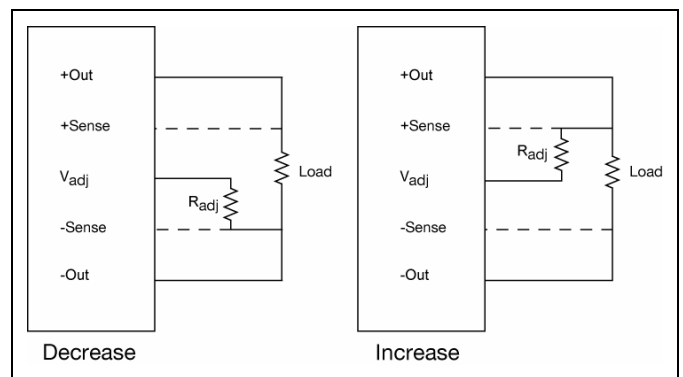 +Out
+Sense
Vadj
-Sense
-Out
Radj
Load
Decrease
+Out
+Sense
Vadj
-Sense
-Out
Radj
Load
Increase